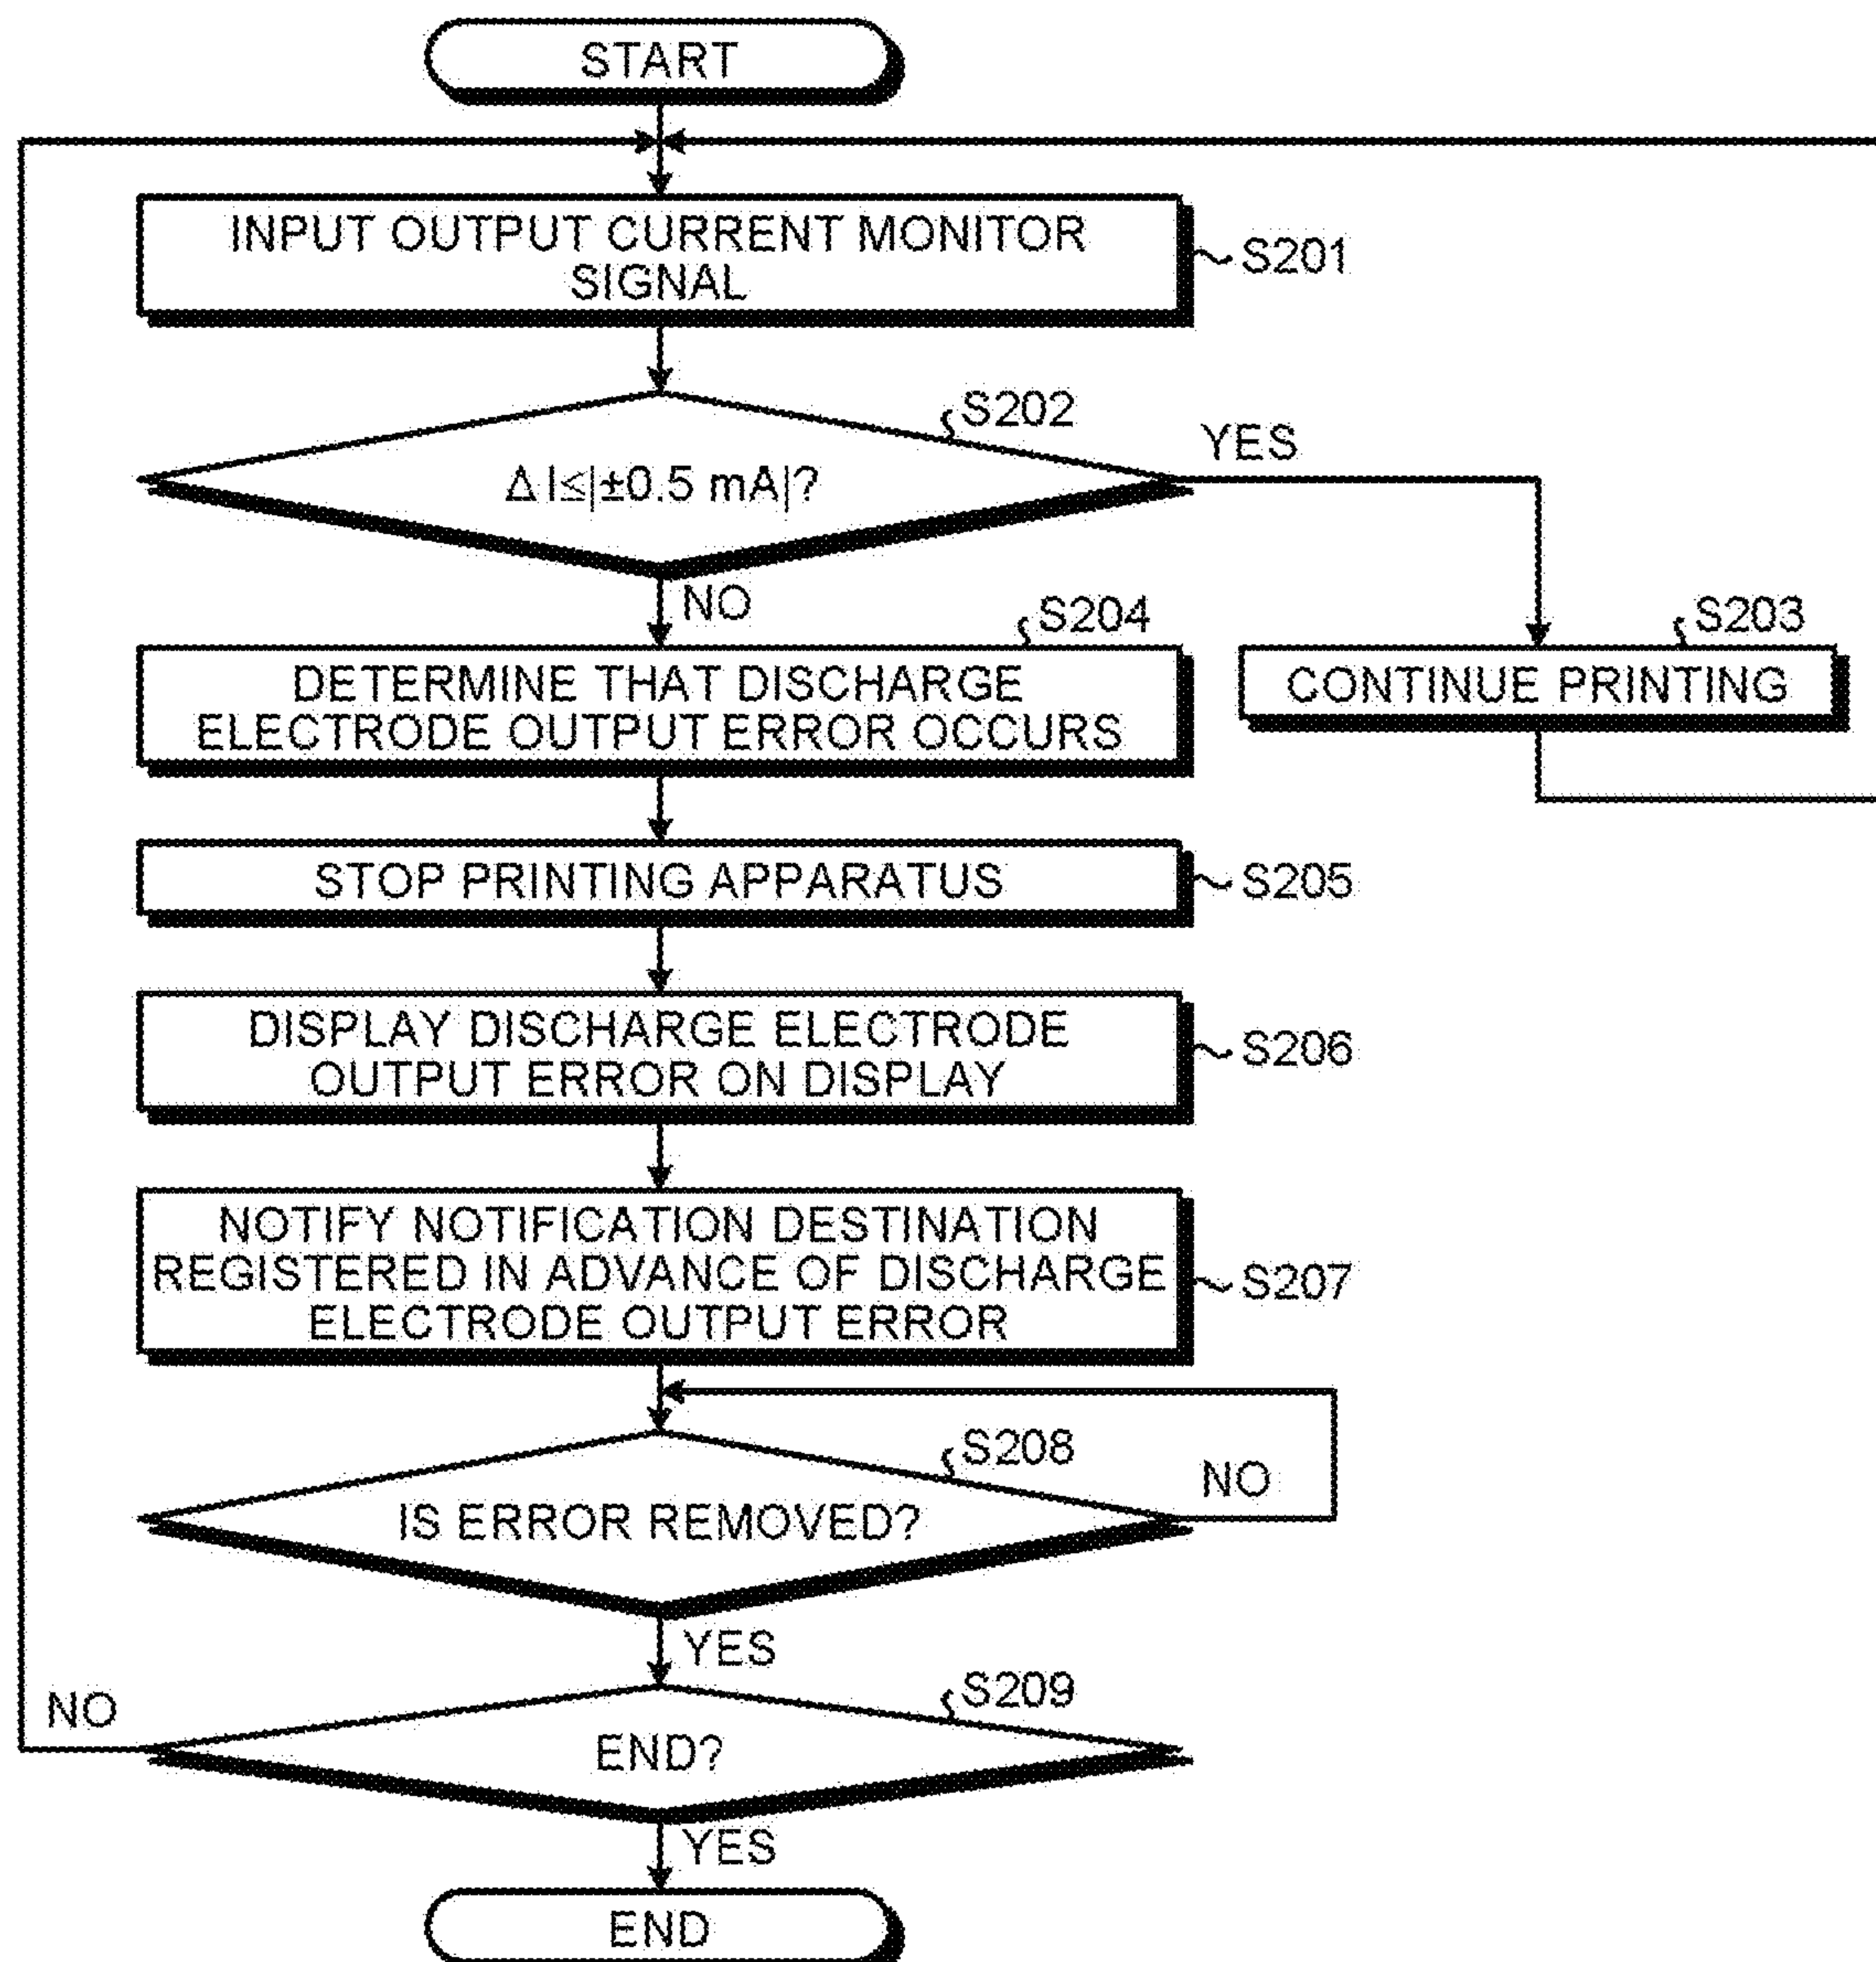 START
INPUT OUTPUT CURRENT MONITOR
SIGNAL
S201
S202
Δ I≤|±0.5 mA|?
YES
NO
S204
DETERMINE THAT DISCHARGE
ELECTRODE OUTPUT ERROR OCCURS
S203
CONTINUE PRINTING
STOP PRINTING APPARATUS
S205
DISPLAY DISCHARGE ELECTRODE
OUTPUT ERROR ON DISPLAY
S206
NOTIFY NOTIFICATION DESTINATION
REGISTERED IN ADVANCE OF DISCHARGE
ELECTRODE OUTPUT ERROR
S207
S208
IS ERROR REMOVED?
NO
YES
S209
END?
NO
YES
END